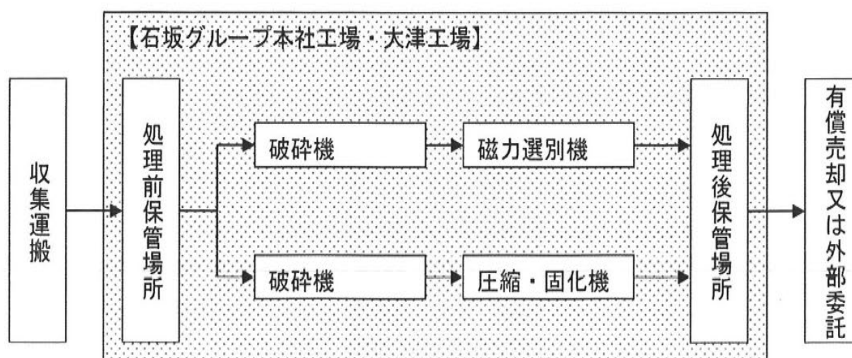 【石坂グループ本社工場・大津工場】
収集運搬
処理前保管場所
破砕機
磁力選別機
破砕機
圧縮・固化機
処理後保管場所
有償売却又は外部委託